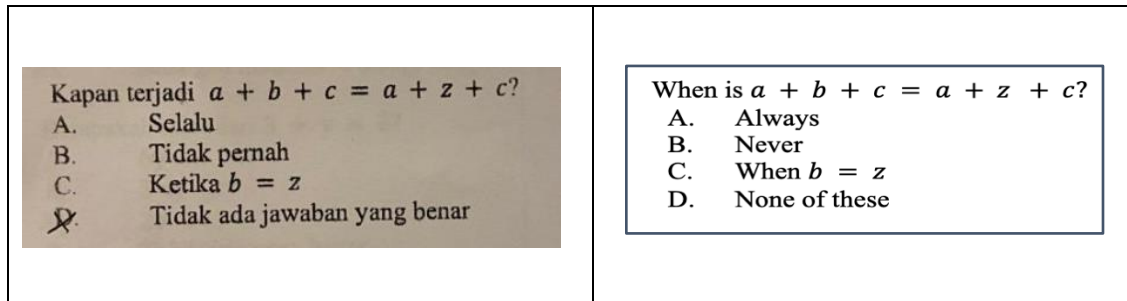 Kapan terjadi a + b + c = a + z + c?
A. Selalu
B. Tidak pernah
C. Ketika b = z
D. Tidak ada jawaban yang benar
When is a + b + c = a + z + c?
A. Always
B. Never
C. When b = z
D. None of these